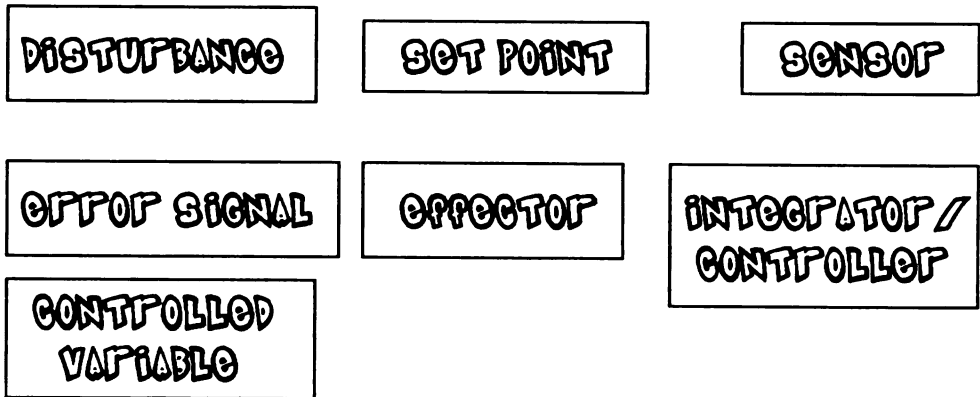 DISTURBANCE
SET POINT
SENSOR
ERROR SIGNAL
EFFECTOR
INTEGRATOR/
CONTROLLER
CONTROLLED
VARIABLE